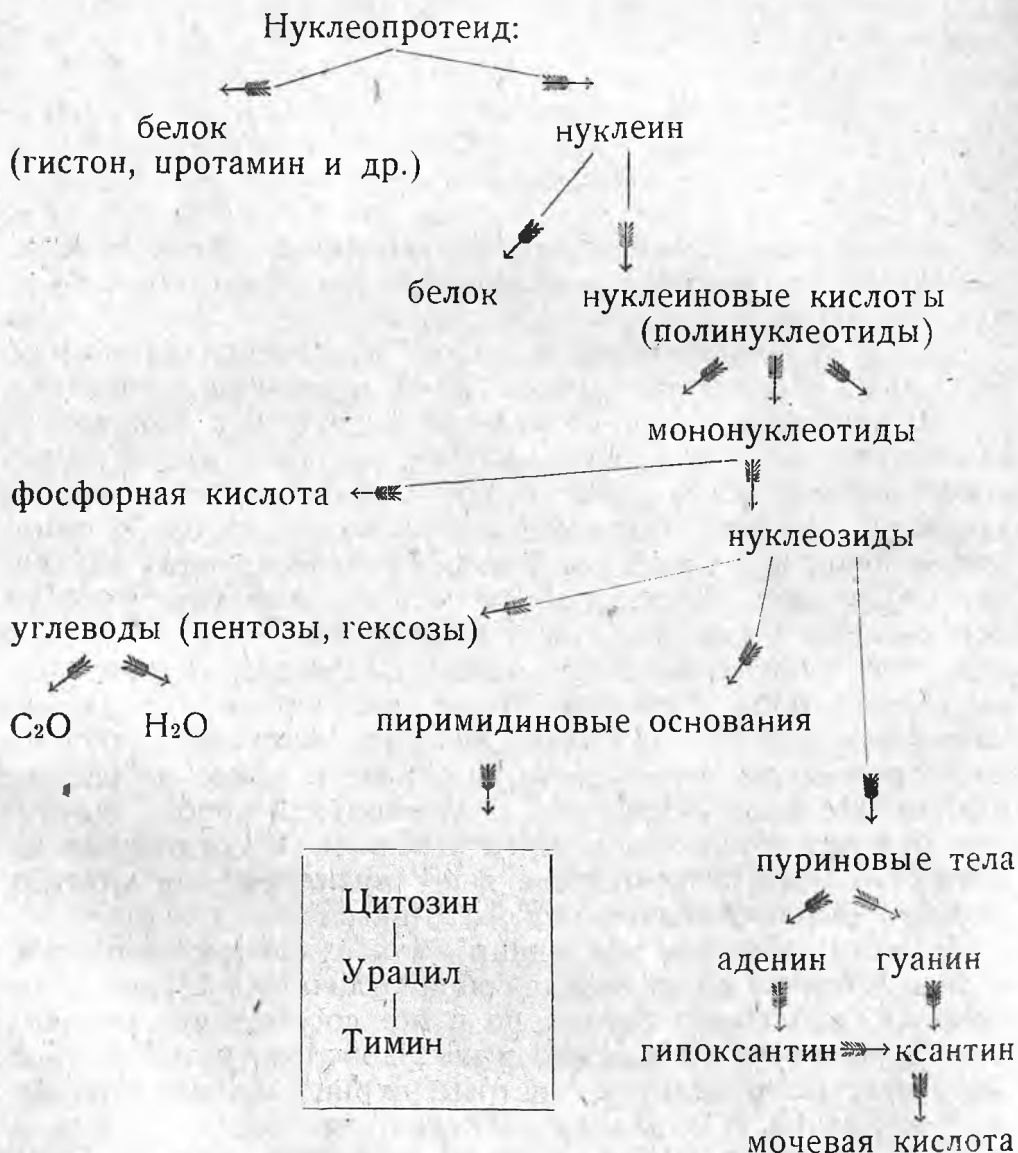 Нуклеопротеид:
белок нуклеин
(гистон, иротамин и др.)
белок нуклеиновые кислоты
(полинуклеотиды)
мононуклеотиды
фосфорная кислота
нуклеозиды
углеводы (пентозы, гексозы)
C₂O H₂O пиримидиновые основания
пуриновые тела
Цитозин
аденин гуанин
Урацил
Тимин гипоксантин ксантин
мочевая кислота